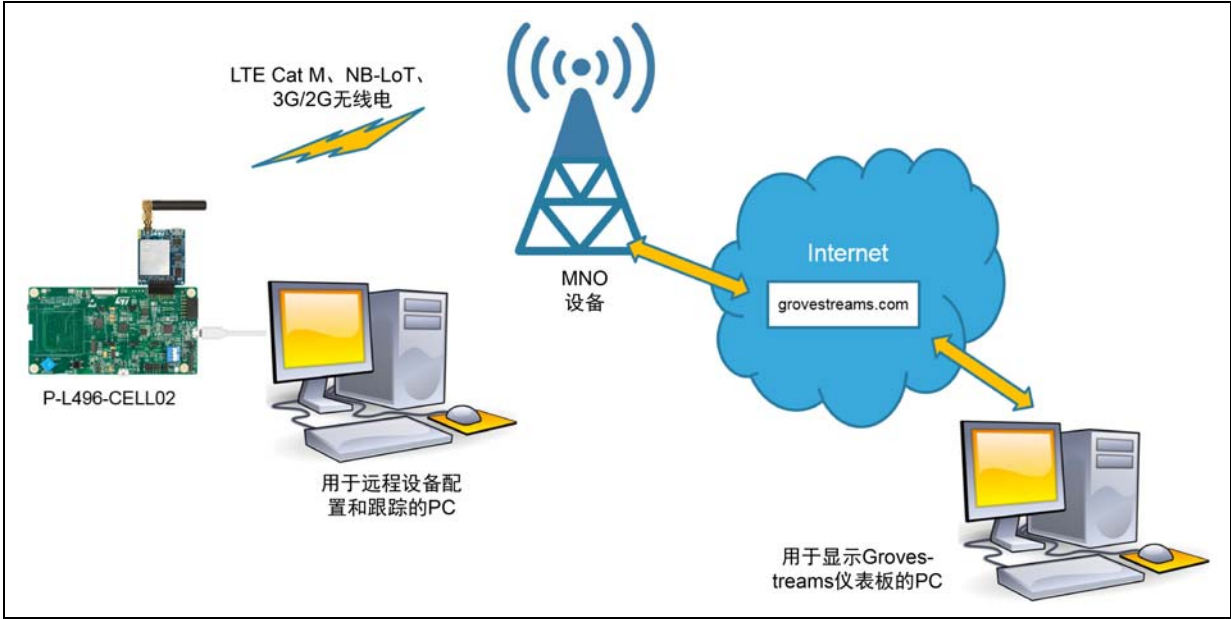 LTE Cat M、NB-LoT、
3G/2G无线电
MNO
设备
Internet
grovestreams.com
P-L496-CELL02
用于远程设备配
置和跟踪的PC
用于显示Groves-
treams仪表板的PC